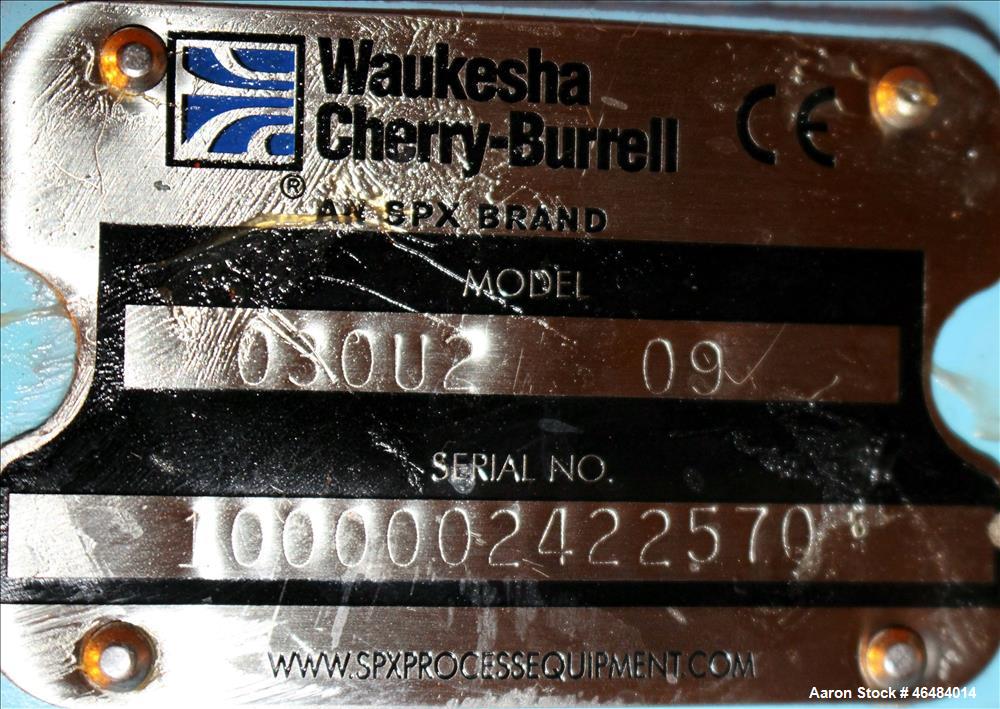 Waukesha
Cherry-Burrell
®
AN SPX BRAND
CE
MODEL
030U2 09
SERIAL NO.
1000002422570
WWW.SPXPROCESSEQUIPMENT.COM
Aaron Stock # 46484014